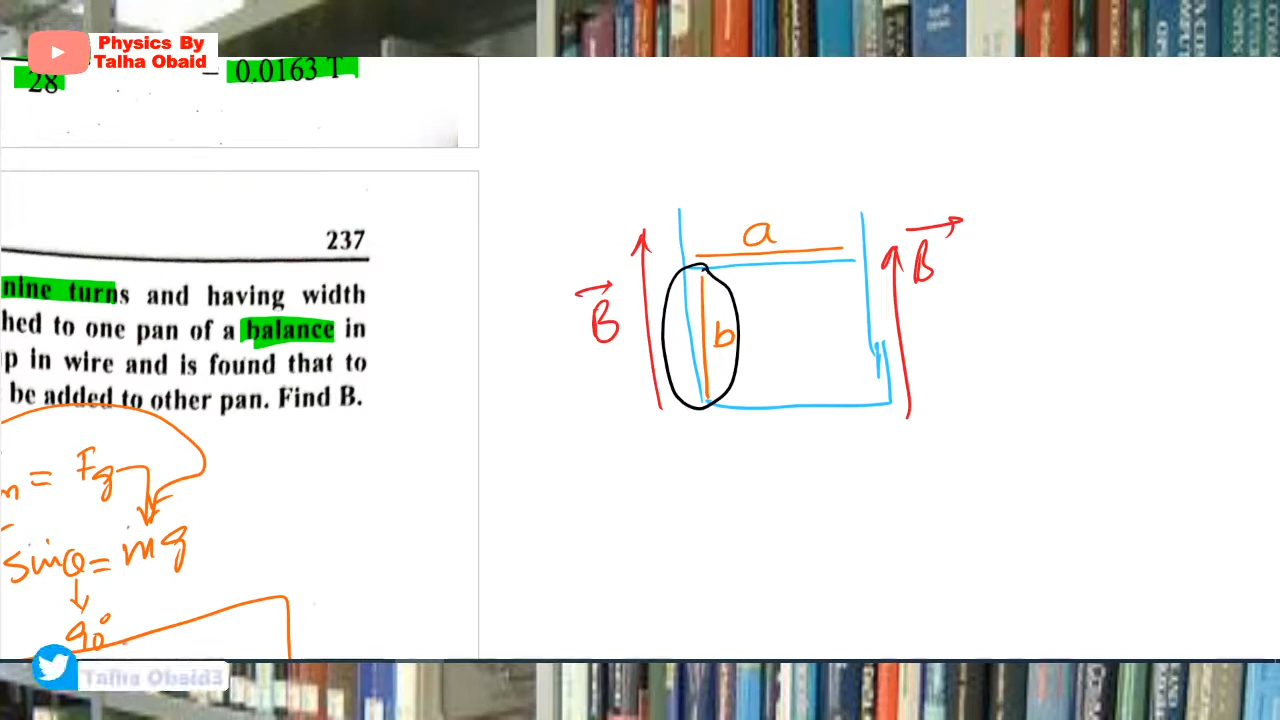 Physics By
Talha Obaid
28
= 0.0163 T
237
nine turns and having width
hed to one pan of a balance in
p in wire and is found that to
be added to other pan. Find B.
= Fg
sinθ = mg
90°
a
b
B
B
Talha Obaid3